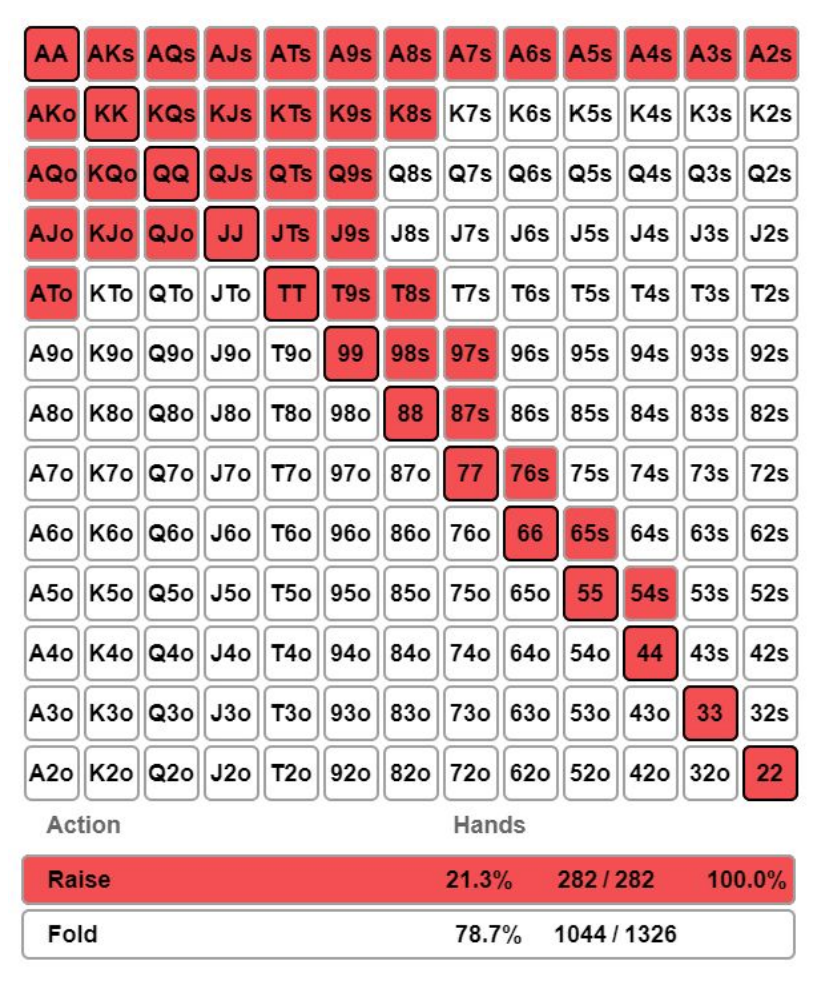 AA AKs AQs AJs ATs A9s A8s A7s A6s A5s A4s A3s A2s
AKo KK KQs KJs KTs K9s K8s K7s K6s K5s K4s K3s K2s
AQo KQo QQ QJs QTs Q9s Q8s Q7s Q6s Q5s Q4s Q3s Q2s
AJo KJo QJo JJ JTs J9s J8s J7s J6s J5s J4s J3s J2s
ATo KTo QTo JTo TT T9s T8s T7s T6s T5s T4s T3s T2s
A9o K9o Q9o J9o T9o 99 98s 97s 96s 95s 94s 93s 92s
A8o K8o Q8o J8o T8o 98o 88 87s 86s 85s 84s 83s 82s
A7o K7o Q7o J7o T7o 97o 87o 77 76s 75s 74s 73s 72s
A6o K6o Q6o J6o T6o 96o 86o 76o 66 65s 64s 63s 62s
A5o K5o Q5o J5o T5o 95o 85o 75o 65o 55 54s 53s 52s
A4o K4o Q4o J4o T4o 94o 84o 74o 64o 54o 44 43s 42s
A3o K3o Q3o J3o T3o 93o 83o 73o 63o 53o 43o 33 32s
A2o K2o Q2o J2o T2o 92o 82o 72o 62o 52o 42o 32o 22
Action Hands
Raise 21.3% 282 / 282 100.0%
Fold 78.7% 1044 / 1326